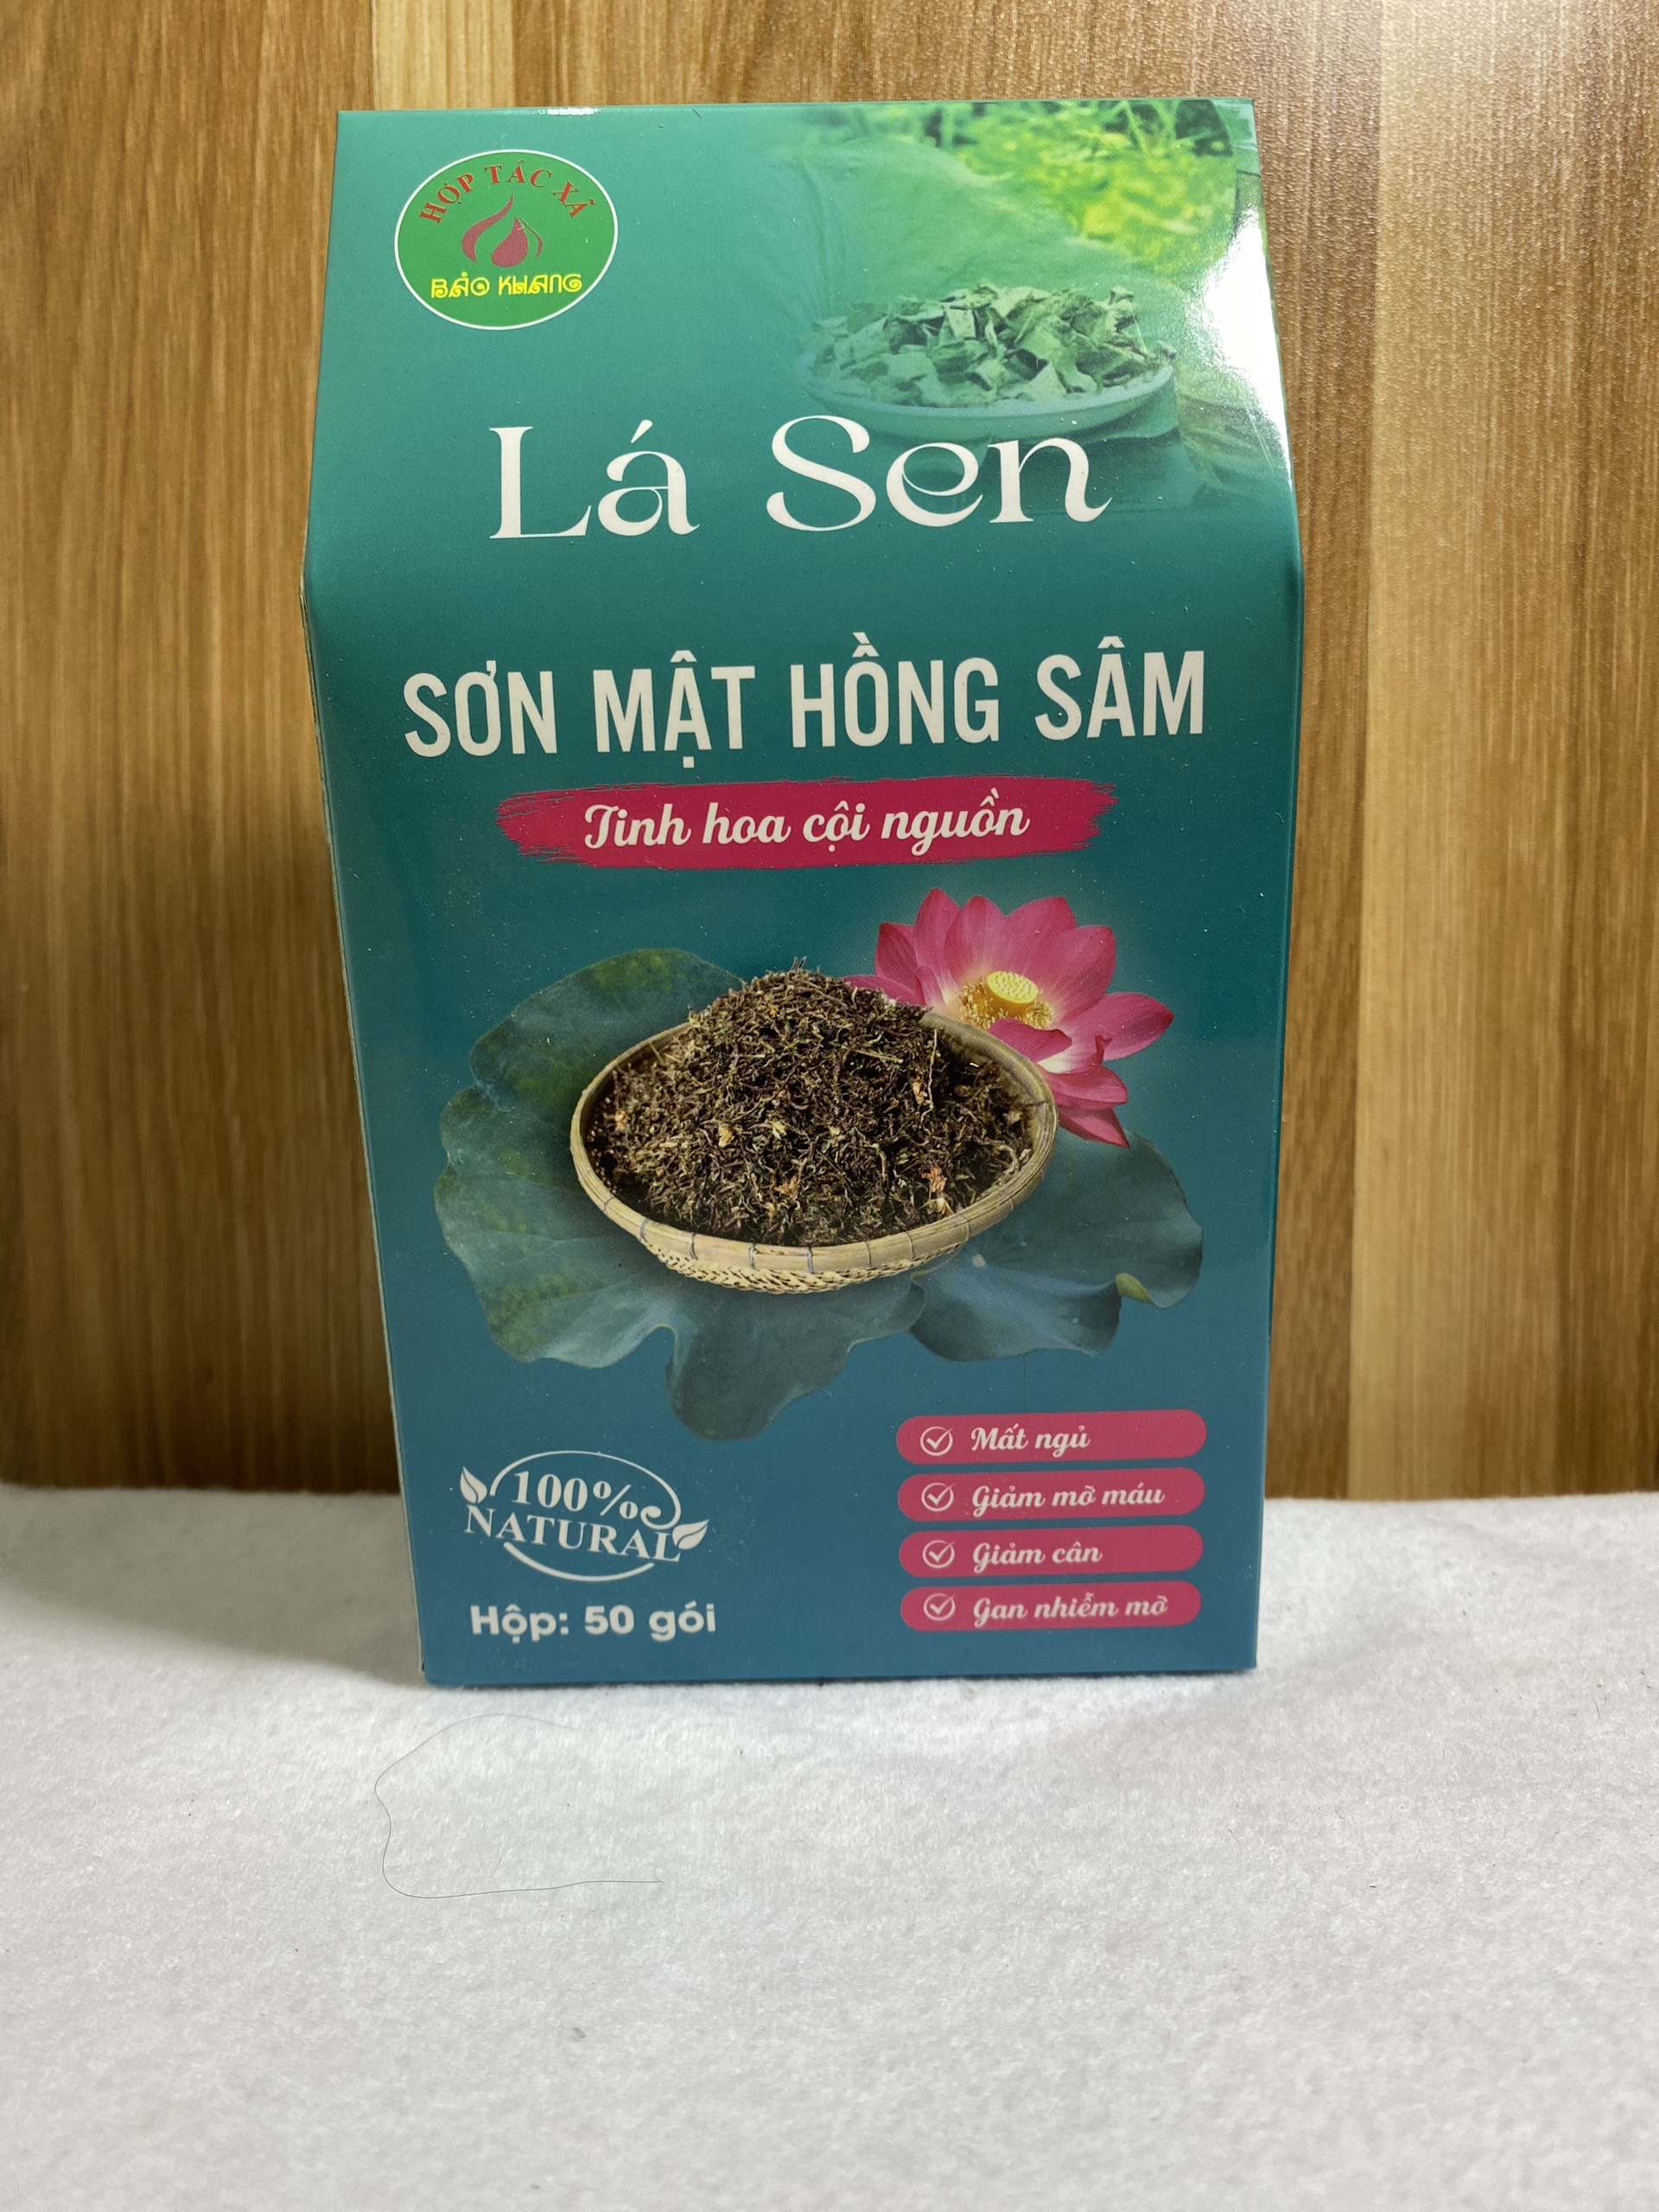 HỢP TÁC XÃ
BẢO KHANG
Lá Sen
SƠN MẬT HỒNG SÂM
Tinh hoa cội nguồn
Mất ngủ
Giảm mỡ máu
Giảm cân
Gan nhiễm mỡ
100%
NATURAL
Hộp: 50 gói